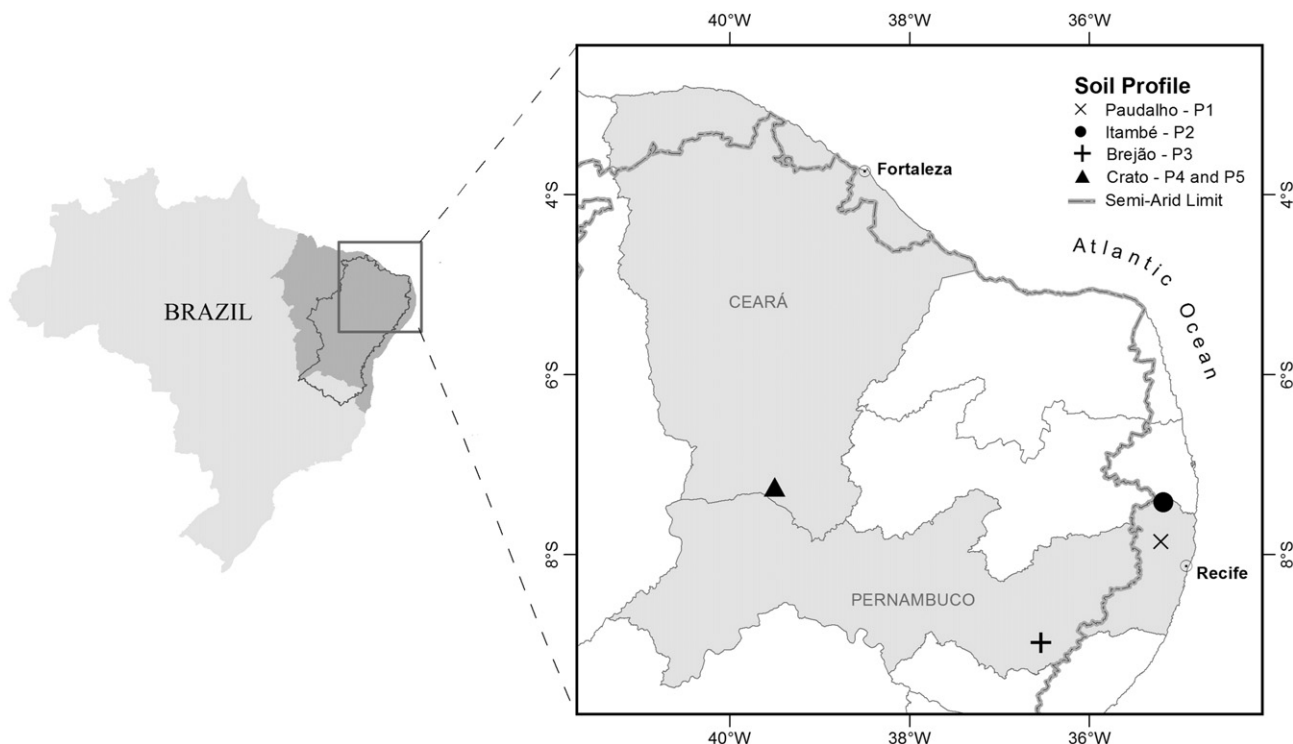 40°W
38°W
36°W
Soil Profile
Paudalho - P1
Itambé - P2
Brejão - P3
Crato - P4 and P5
Semi-Arid Limit
Fortaleza
4°S
4°S
Atlantic Ocean
BRAZIL
CEARÁ
6°S
6°S
8°S
8°S
Recife
PERNAMBUCO
40°W
38°W
36°W